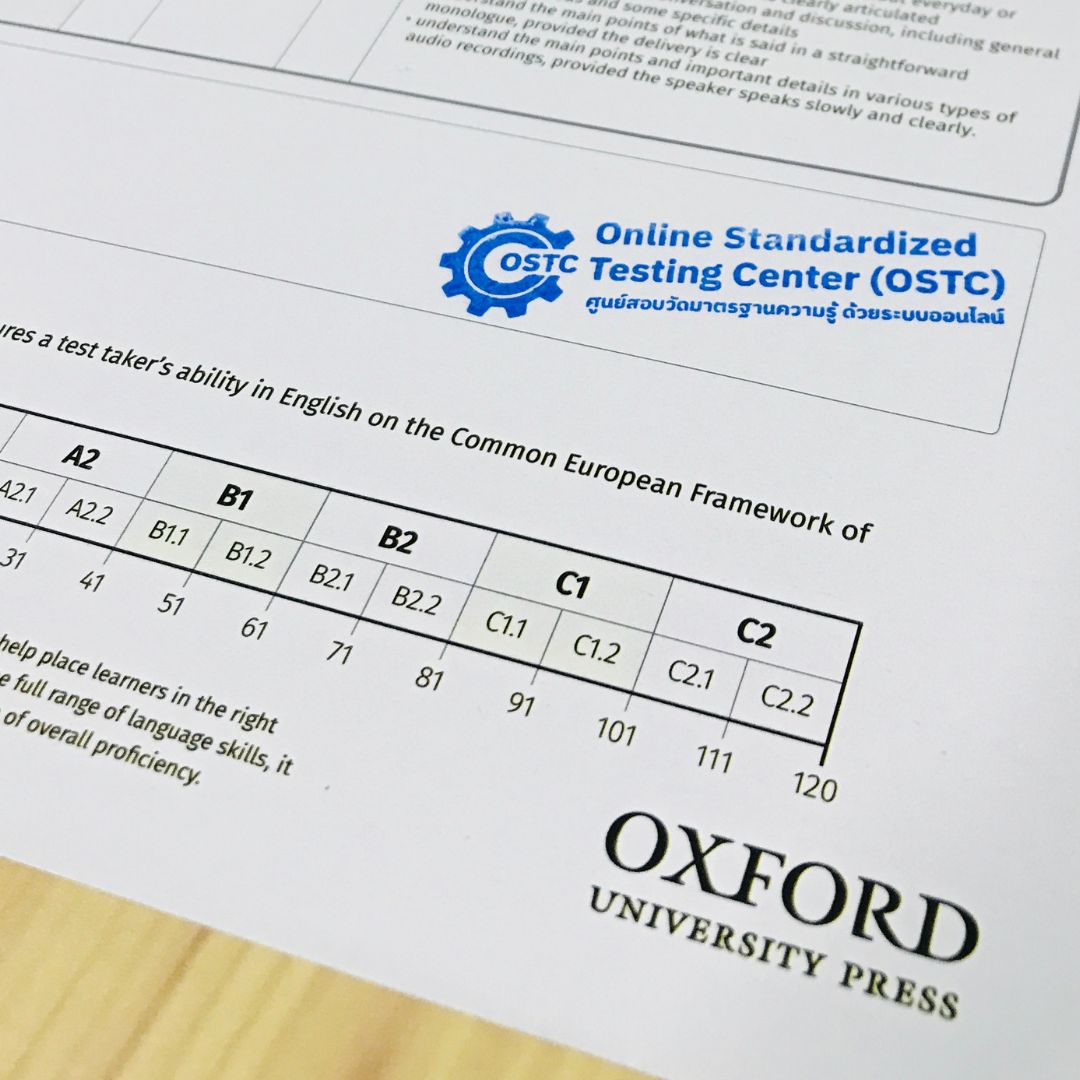 everyday or
clearly articulated
and some specific details
conversation and discussion, including general
understand the main points of what is said in a straightforward
monologue, provided the delivery is clear
• understand the main points and important details in various types of
audio recordings, provided the speaker speaks slowly and clearly.
OSTC
Online Standardized
Testing Center (OSTC)
ศูนย์สอบวัดมาตรฐานความรู้ ด้วยระบบออนไลน์
a test taker's ability in English on the Common European Framework of
A2 B1 B2 C1 C2
A2.1 A2.2 B1.1 B1.2 B2.1 B2.2 C1.1 C1.2 C2.1 C2.2
31 41 51 61 71 81 91 101 111 120
help place learners in the right
full range of language skills, it
of overall proficiency.
OXFORD
UNIVERSITY PRESS